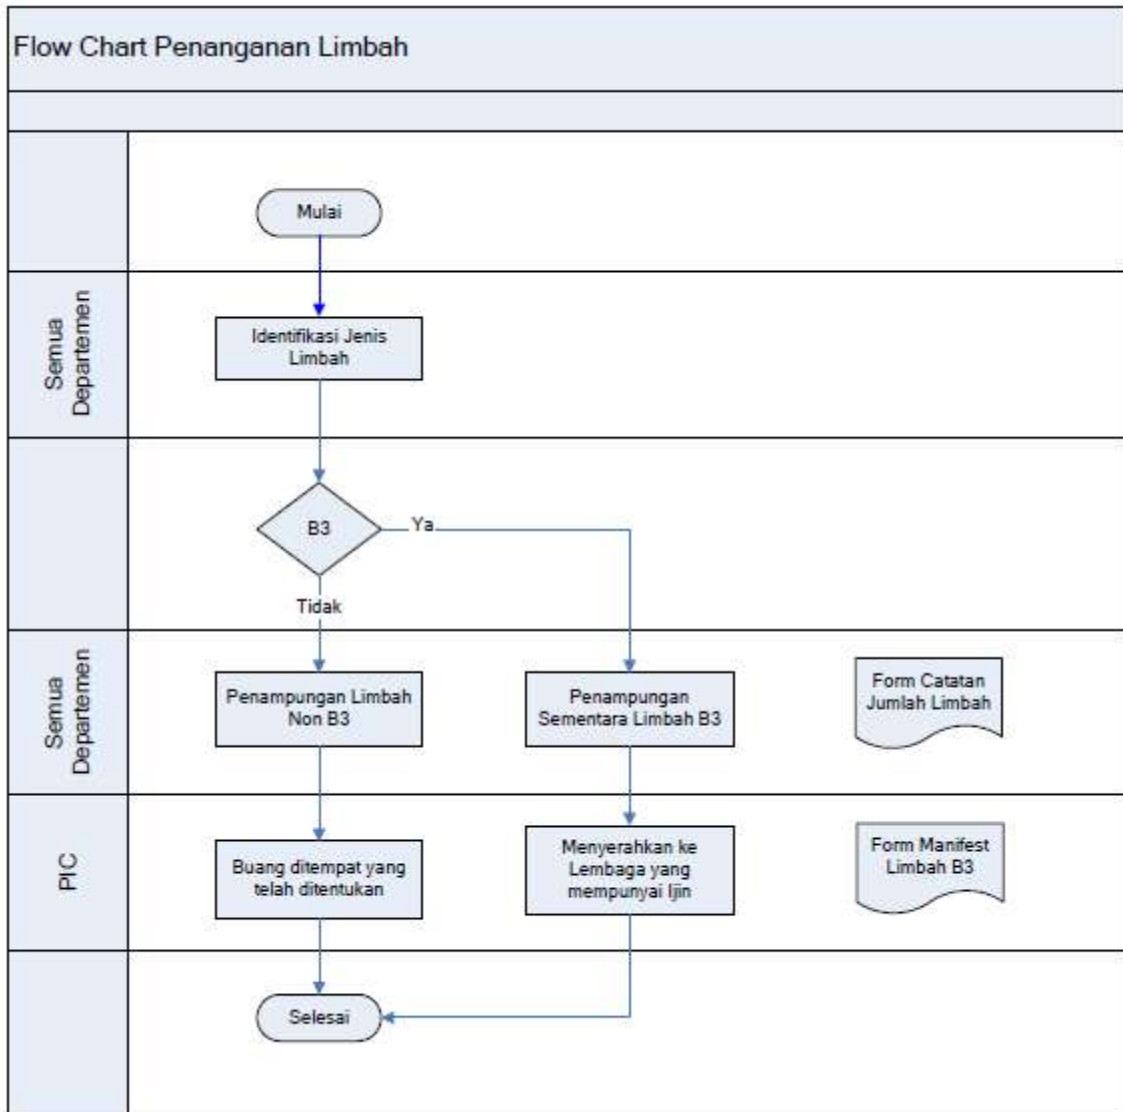 Flow Chart Penanganan Limbah
Mulai
Semua
Departemen
Identifikasi Jenis
Limbah
B3
Ya
Tidak
Semua
Departemen
Penampungan Limbah
Non B3
Penampungan
Sementara Limbah B3
Form Catatan
Jumlah Limbah
PIC
Buang ditempat yang
telah ditentukan
Menyerahkan ke
Lembaga yang
mempunyai Ijin
Form Manifest
Limbah B3
Selesai